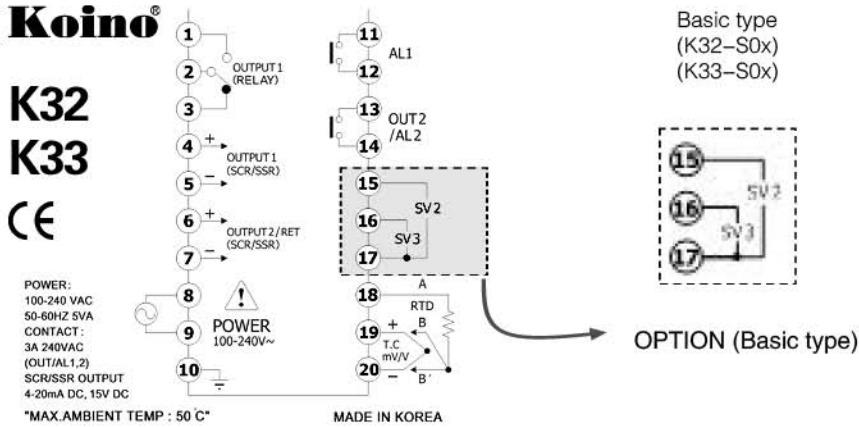 Koino®
K32
K33
CE
POWER:
100-240 VAC
50-60HZ 5VA
CONTACT:
3A 240VAC
(OUT/AL1,2)
SCR/SSR OUTPUT
4-20mA DC, 15V DC
"MAX.AMBIENT TEMP : 50˚C"
1
2
3
OUTPUT1
(RELAY)
4 +
5 −
OUTPUT1
(SCR/SSR)
6 +
7 −
OUTPUT2/RET
(SCR/SSR)
8
9
10
!
POWER
100-240V~
11
12
AL1
13
14
OUT2
/AL2
15
16
17
SV2
SV3
18 A
RTD
19 + B
T.C
mV/V
20 − B'
MADE IN KOREA
Basic type
(K32-S0x)
(K33-S0x)
15
16
17
SV2
SV3
OPTION (Basic type)